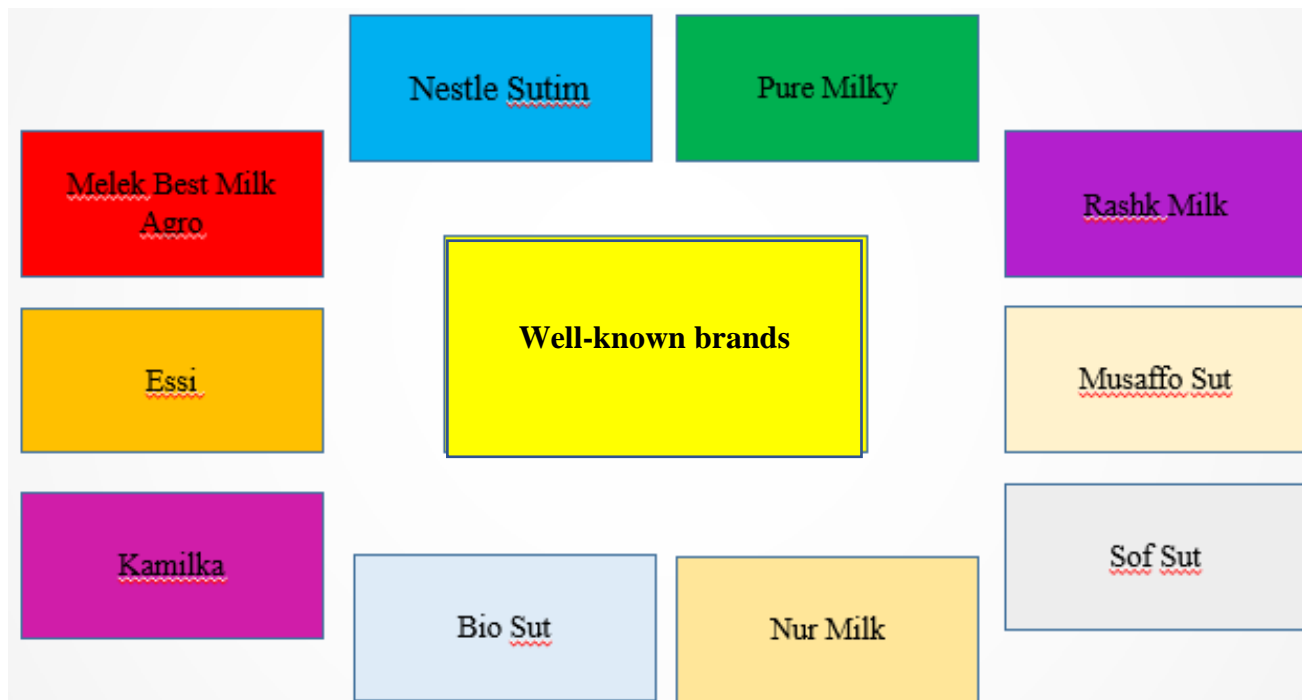 Nestle Sutim
Pure Milky
Melek Best Milk
Agro
Rashk Milk
Well-known brands
Essi
Musaffo Sut
Kamilka
Sof Sut
Bio Sut
Nur Milk